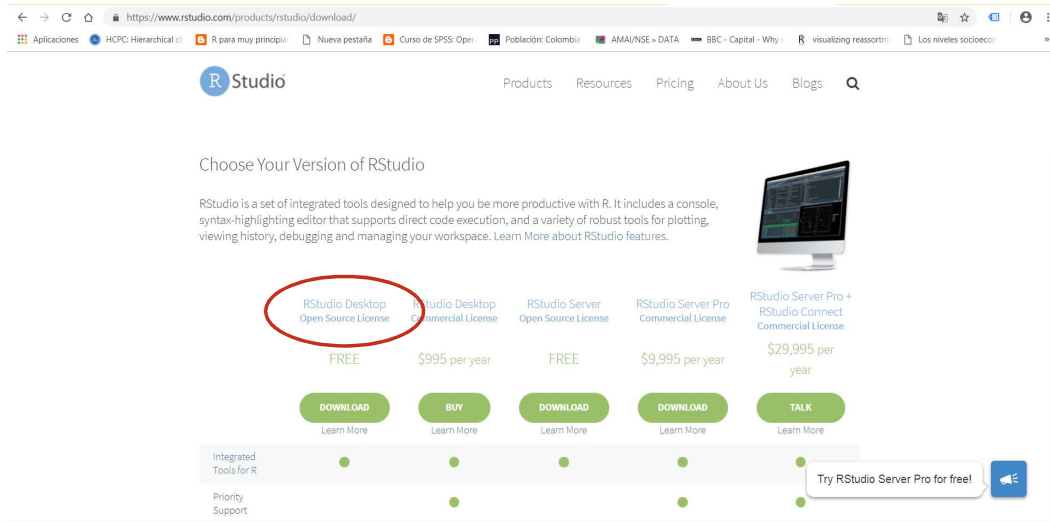 https://www.rstudio.com/products/rstudio/download/
Aplicaciones HCPC: Hierarchical cl R para muy principia Nueva pestaña Curso de SPSS: Oper Población: Colombia AMAI/NSE » DATA BBC - Capital - Why s visualizing reassortm Los niveles socioecon »
R Studio
Products Resources Pricing About Us Blogs
Choose Your Version of RStudio
RStudio is a set of integrated tools designed to help you be more productive with R. It includes a console,
syntax-highlighting editor that supports direct code execution, and a variety of robust tools for plotting,
viewing history, debugging and managing your workspace. Learn More about RStudio features.
RStudio Desktop
Open Source License
FREE
DOWNLOAD
Learn More
RStudio Desktop
Commercial License
$995 per year
BUY
Learn More
RStudio Server
Open Source License
FREE
DOWNLOAD
Learn More
RStudio Server Pro
Commercial License
$9,995 per year
DOWNLOAD
Learn More
RStudio Server Pro +
RStudio Connect
Commercial License
$29,995 per
year
TALK
Learn More
Integrated
Tools for R
Priority
Support
Try RStudio Server Pro for free!